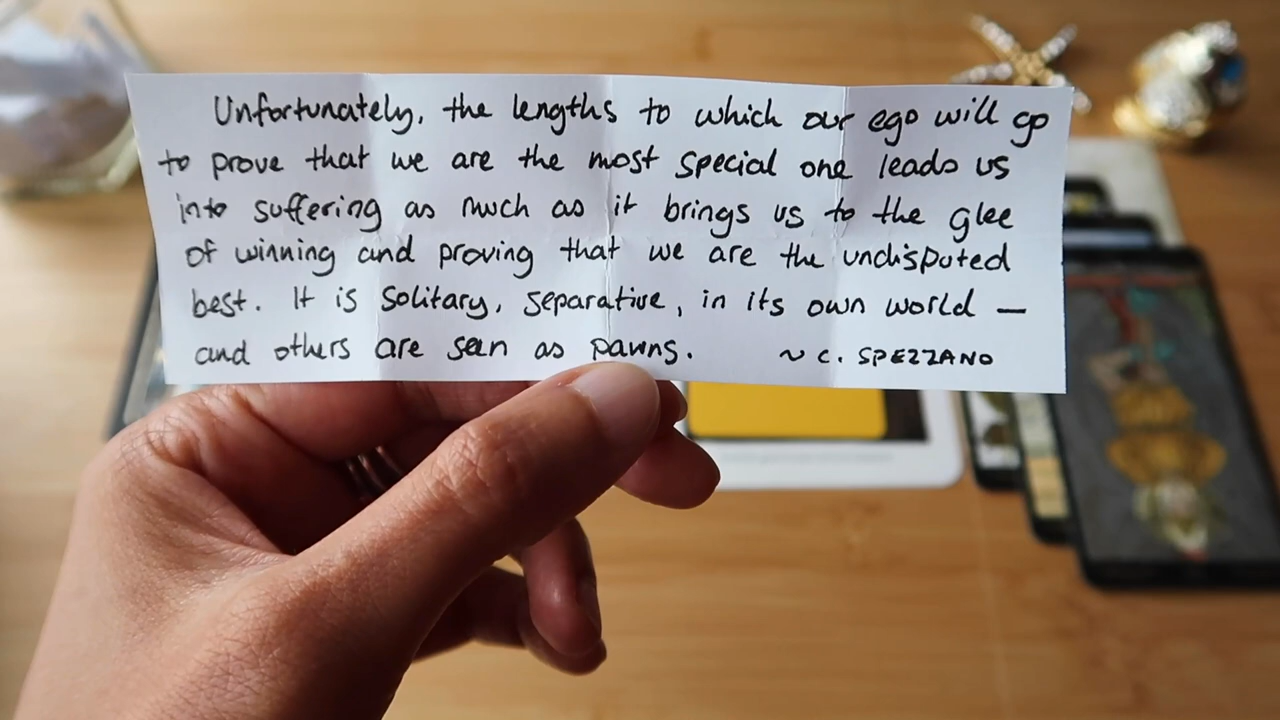 Unfortunately, the lengths to which our ego will go
to prove that we are the most special one leads us
into suffering as much as it brings us to the glee
of winning and proving that we are the undisputed
best. It is solitary, separative, in its own world —
and others are seen as pawns. ~ C. SPEZZANO